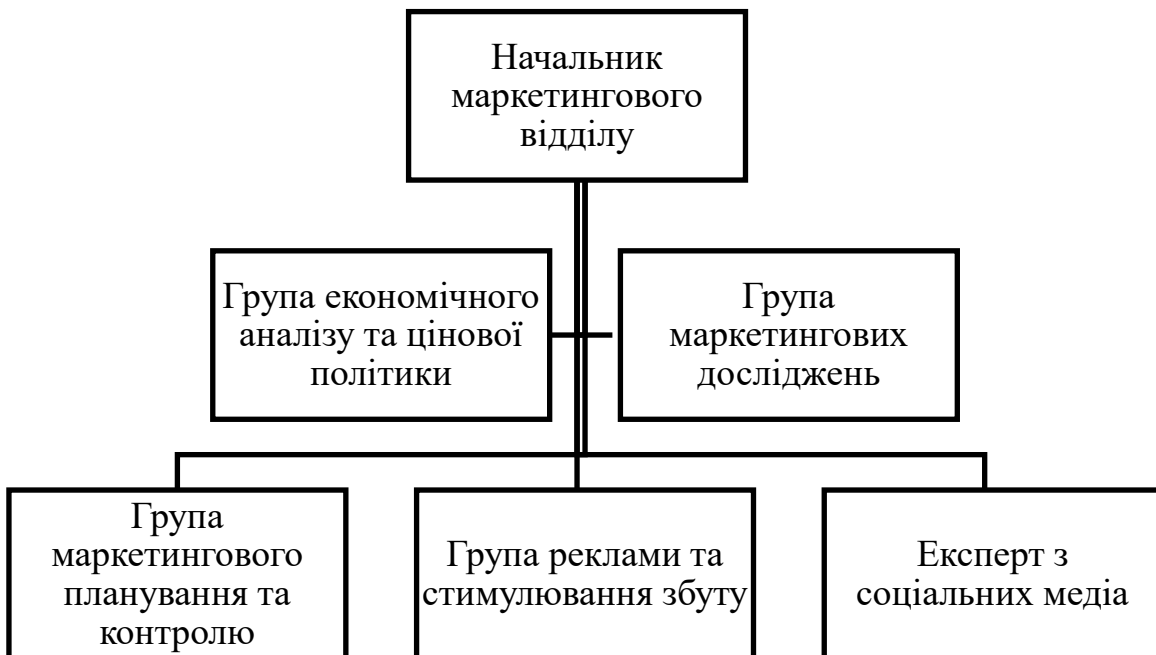 Начальник
маркетингового
відділу
Група економічного
аналізу та цінової
політики
Група
маркетингових
досліджень
Група
маркетингового
планування та
контролю
Група реклами та
стимулювання збуту
Експерт з
соціальних медіа